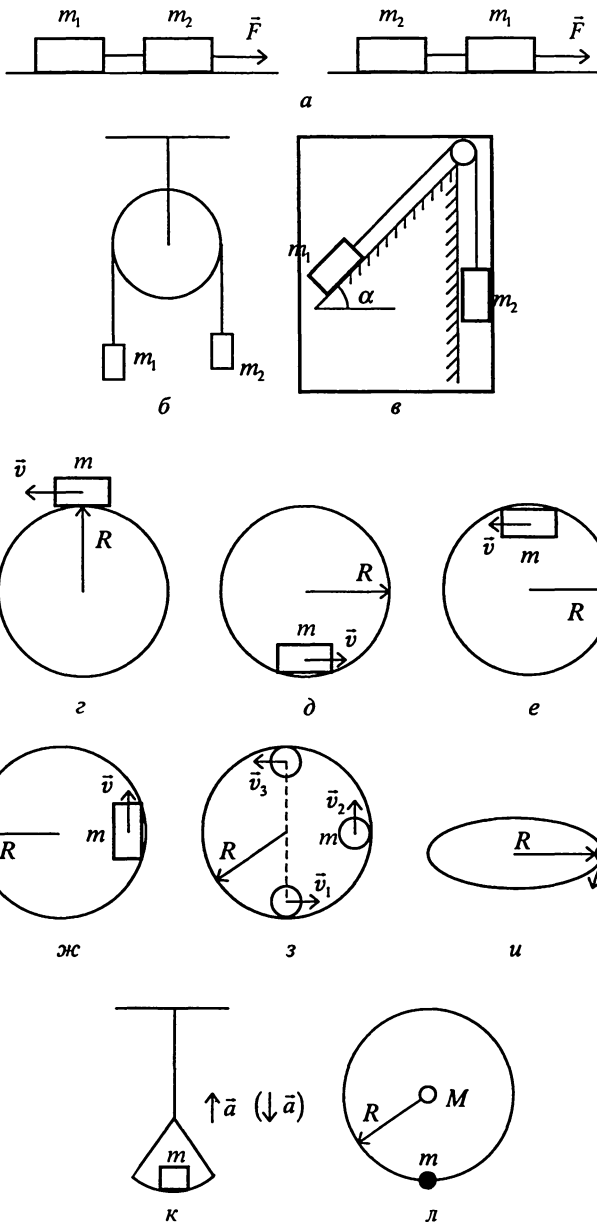 m₁ m₂ F⃗ m₂ m₁ F⃗
а
m₁ m₂ m₁ α m₂
б в
v⃗ m R R m v⃗ v⃗ m R
г д е
R v⃗ m R v⃗₃ v⃗₂ m v⃗₁ R
ж з и
m ↑a⃗ (↓a⃗) R M m
к л